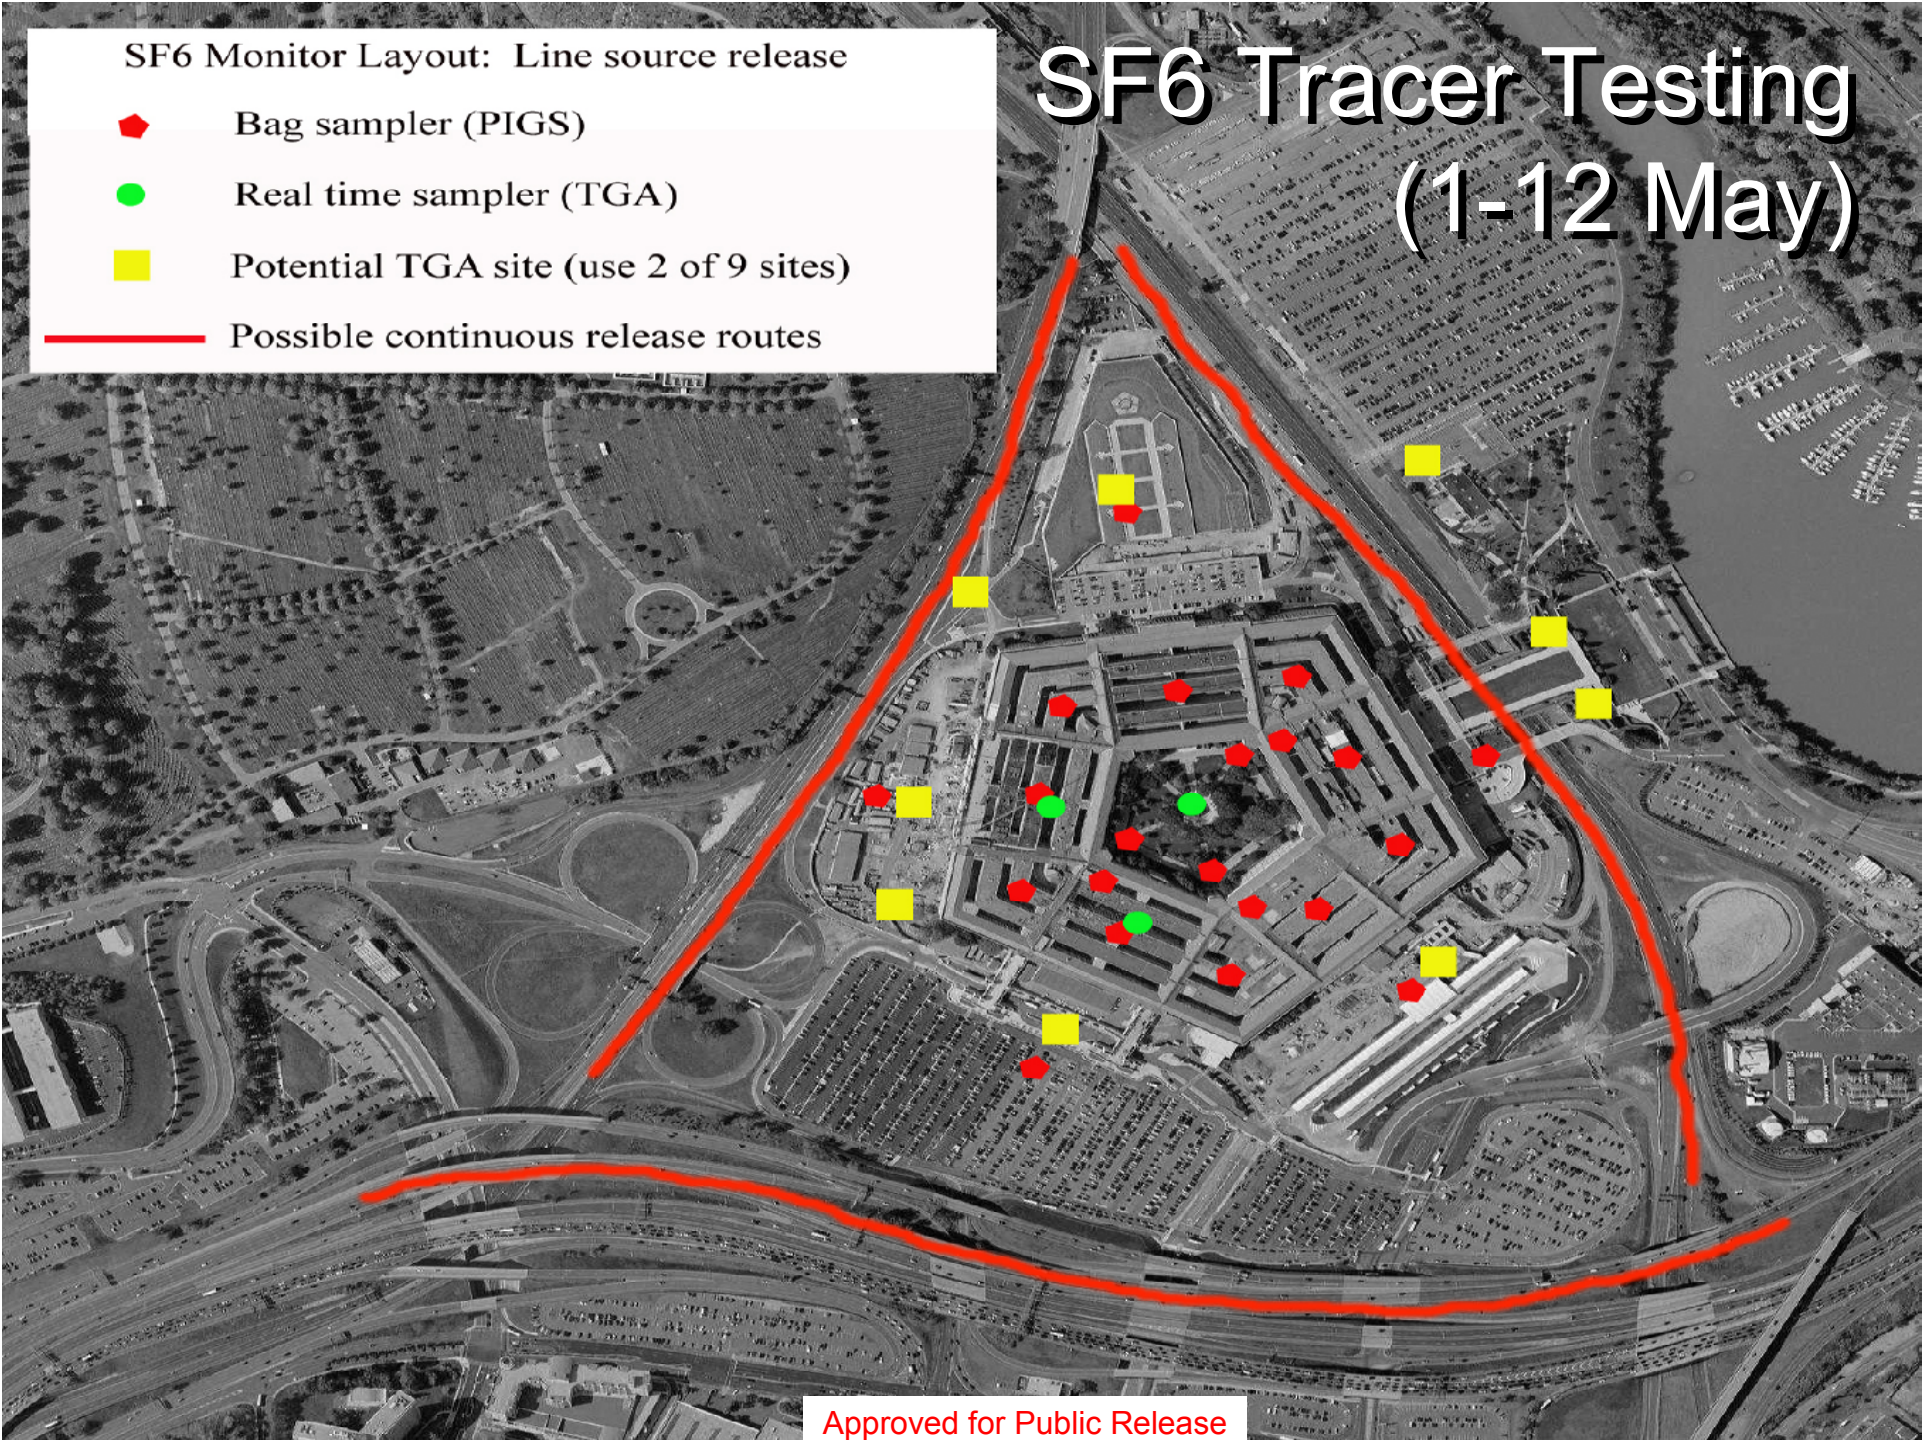 SF6 Tracer Testing
(1-12 May)
SF6 Monitor Layout: Line source release
Bag sampler (PIGS)
Real time sampler (TGA)
Potential TGA site (use 2 of 9 sites)
Possible continuous release routes
Approved for Public Release